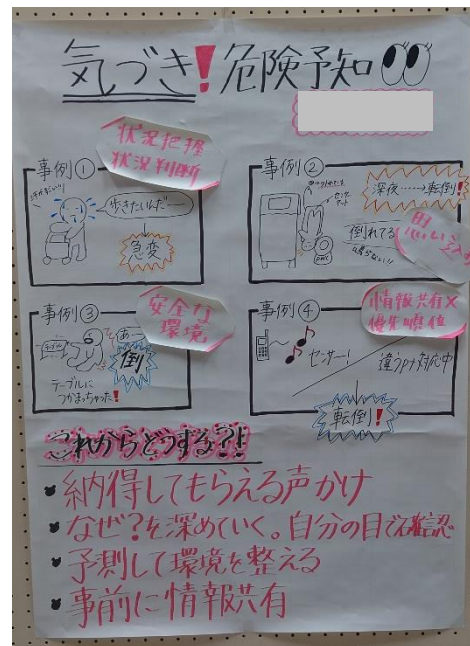 気づき!危険予知
状況把握
状況判断
事例①
歩きたいんだー
急変
事例②
深夜……→転倒!
倒れてる
思い込み
事例③
安全力
環境
あー
倒
テーブルに
つかまっちゃった!
事例④
情報共有×
優先順位
センサー!
違うpt対応中
転倒!
これからどうする?!
納得してもらえる声かけ
なぜ?を深めていく。自分の目で確認
予測して環境を整える
事前に情報共有